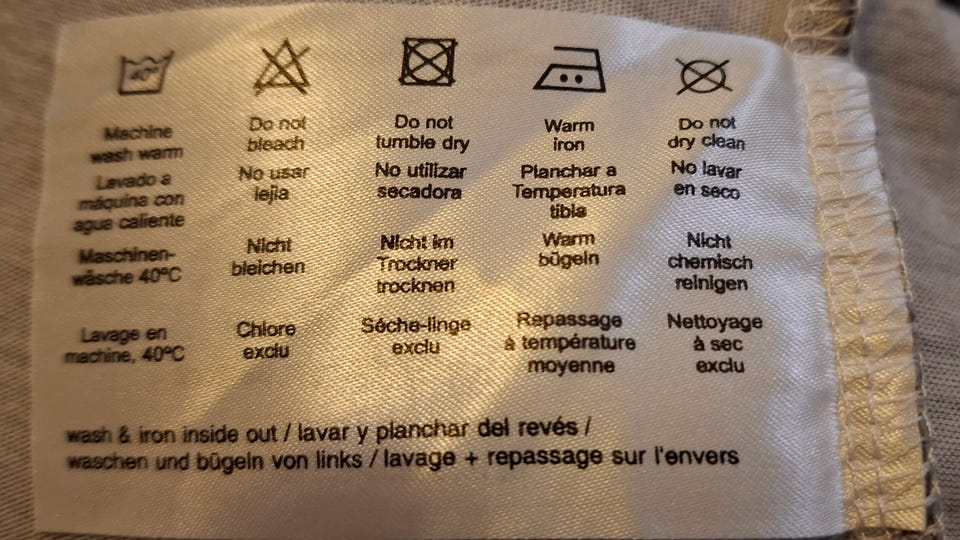 40°
Machine
wash warm
Lavado a
máquina con
agua caliente
Maschinen-
wäsche 40ºC
Lavage en
machine, 40ºC
Do not
bleach
No usar
lejia
Nicht
bleichen
Chlore
exclu
Do not
tumble dry
No utilizar
secadora
Nicht im
Trockner
trocknen
Séche-linge
exclu
Warm
iron
Planchar a
Temperatura
tibia
Warm
bügeln
Repassage
á température
moyenne
Do not
dry clean
No lavar
en seco
Nicht
chemisch
reinigen
Nettoyage
à sec
exclu
wash & iron inside out / lavar y planchar del revés /
waschen und bügeln von links / lavage + repassage sur l'envers